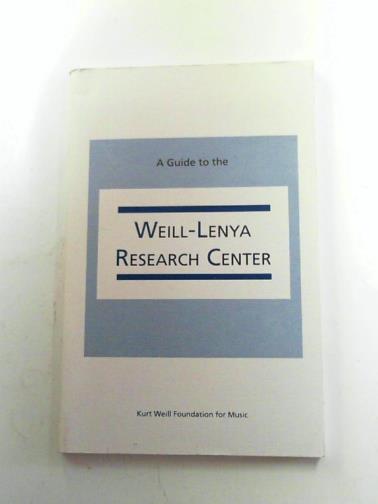 A Guide to the
WEILL-LENYA
RESEARCH CENTER
Kurt Weill Foundation for Music